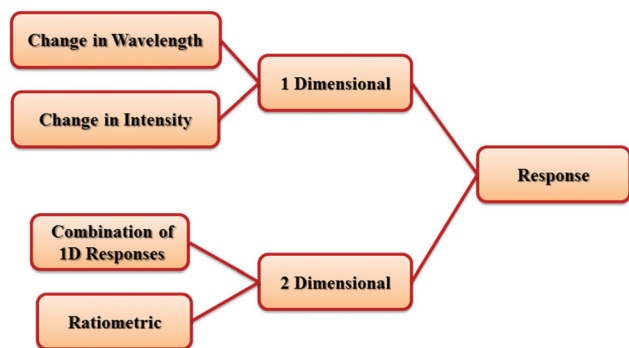 Change in Wavelength
Change in Intensity
1 Dimensional
Response
Combination of
1D Responses
Ratiometric
2 Dimensional